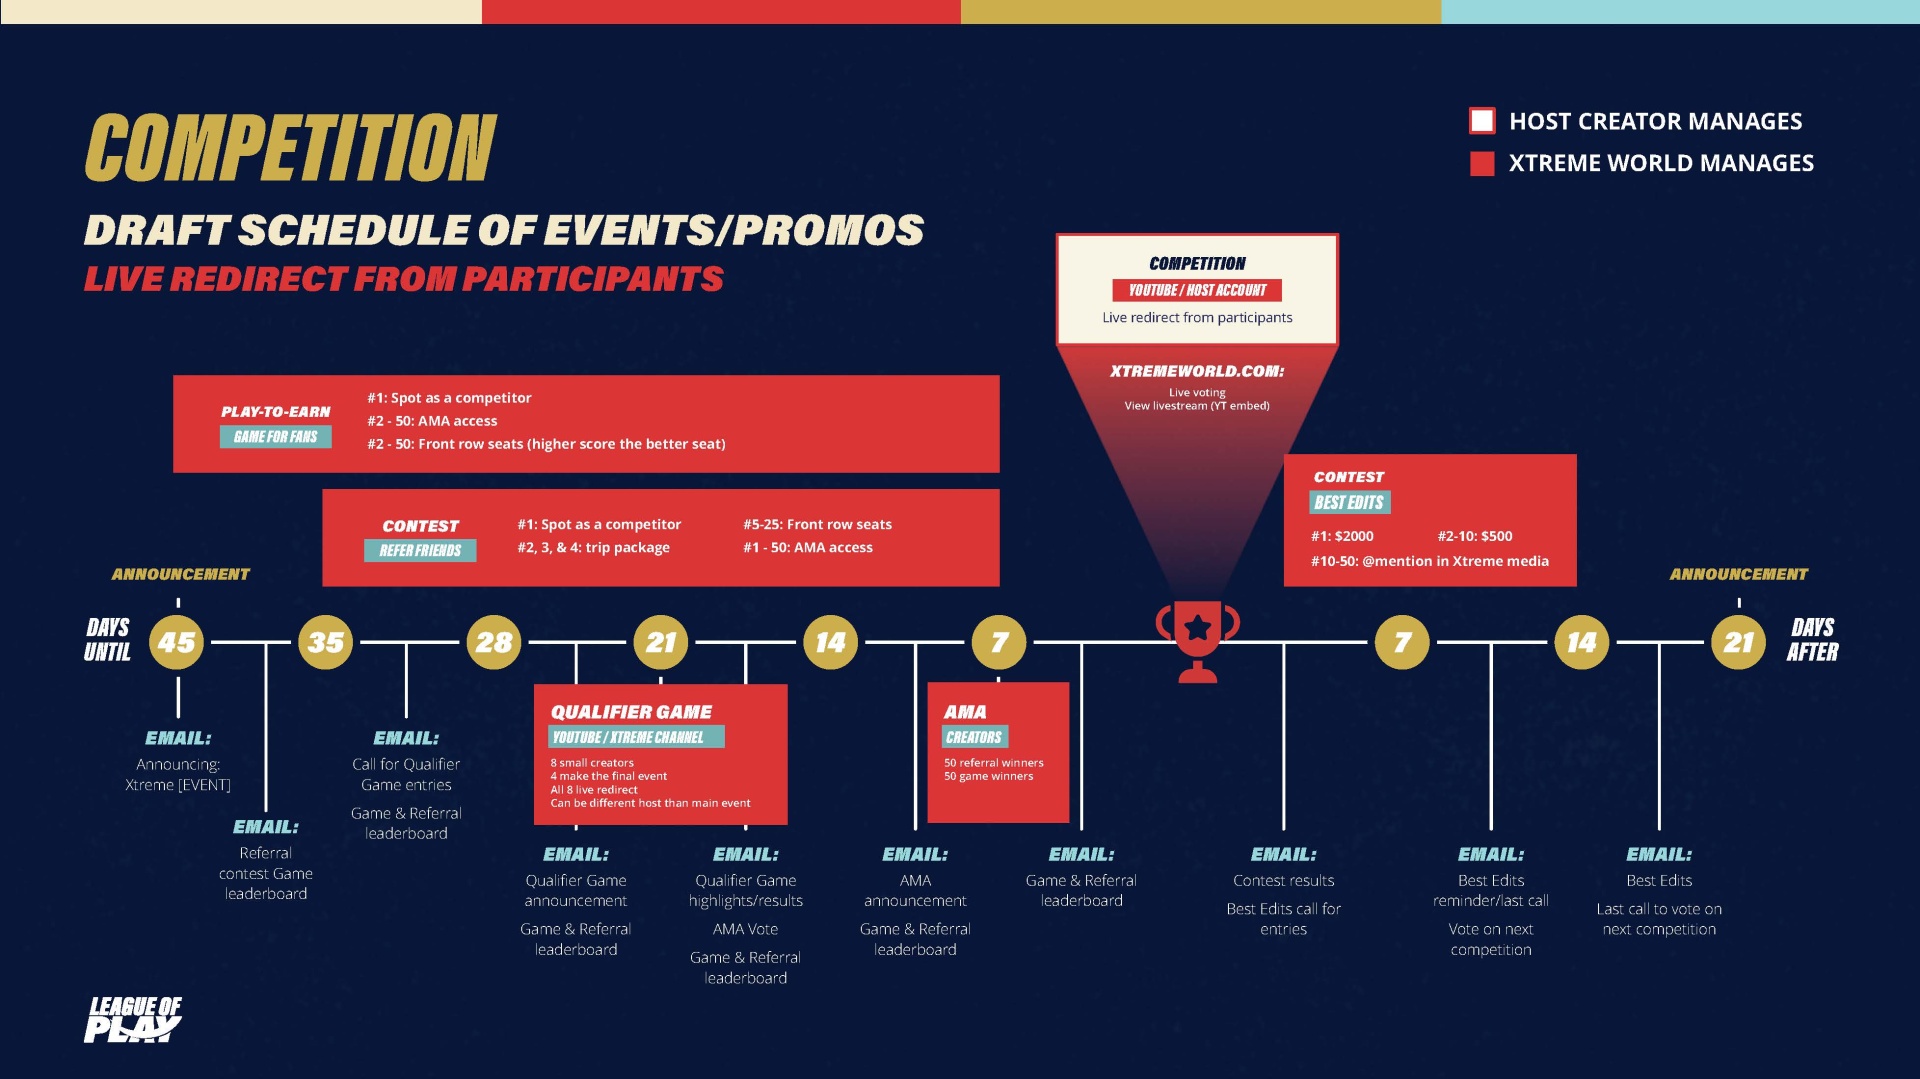 COMPETITION
DRAFT SCHEDULE OF EVENTS/PROMOS
LIVE REDIRECT FROM PARTICIPANTS
HOST CREATOR MANAGES
XTREME WORLD MANAGES
COMPETITION
YOUTUBE / HOST ACCOUNT
Live redirect from participants
XTREMEWORLD.COM:
Live voting
View livestream (YT embed)
PLAY-TO-EARN
GAME FOR FANS
#1: Spot as a competitor
#2 - 50: AMA access
#2 - 50: Front row seats (higher score the better seat)
CONTEST
REFER FRIENDS
#1: Spot as a competitor
#2, 3, & 4: trip package
#5-25: Front row seats
#1 - 50: AMA access
CONTEST
BEST EDITS
#1: $2000
#2-10: $500
#10-50: @mention in Xtreme media
ANNOUNCEMENT
ANNOUNCEMENT
DAYS
UNTIL
45
35
28
21
14
7
7
14
21
DAYS
AFTER
QUALIFIER GAME
YOUTUBE / XTREME CHANNEL
8 small creators
4 make the final event
All 8 live redirect
Can be different host than main event
AMA
CREATORS
50 referral winners
50 game winners
EMAIL:
Announcing:
Xtreme [EVENT]
EMAIL:
Referral
contest Game
leaderboard
EMAIL:
Call for Qualifier
Game entries
Game & Referral
leaderboard
EMAIL:
Qualifier Game
announcement
Game & Referral
leaderboard
EMAIL:
Qualifier Game
highlights/results
AMA Vote
Game & Referral
leaderboard
EMAIL:
AMA
announcement
Game & Referral
leaderboard
EMAIL:
Game & Referral
leaderboard
EMAIL:
Contest results
Best Edits call for
entries
EMAIL:
Best Edits
reminder/last call
Vote on next
competition
EMAIL:
Best Edits
Last call to vote on
next competition
LEAGUE OF
PLAY